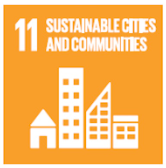 11 SUSTAINABLE CITIES
AND COMMUNITIES